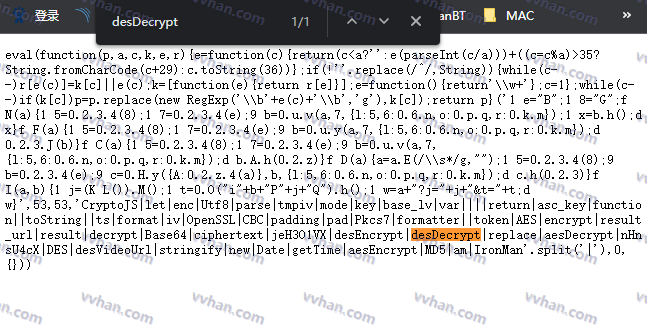 登录
desDecrypt 1/1
BT
MAC
eval(function(p,a,c,k,e,r){e=function(c){return(c<a?'':e(parseInt(c/a)))+((c=c%a)>35?
String.fromCharCode(c+29):c.toString(36))};if(!''.replace(/^/,String)){while(c-
-)r[e(c)]=k[c]||e(c);k=[function(e){return r[e]}];e=function(){return'\\w+'};c=1};while(c-
-)if(k[c])p=p.replace(new RegExp('\\b'+e(c)+'\\b','g'),k[c]);return p}('1 e="B";1 8="G";f
N(a){1 5=0.2.3.4(8);1 7=0.2.4(e);9 b=0.u.v(a,7,{l:5,6:0.6.n,o:0.p.q,r:0.k.m});1 x=b.h();d
x}f F(a){1 5=0.2.3.4(8);1 7=0.2.3.4(e);9 b=0.u.y(a,7,{l:5,6:0.6.n,o:0.p.q,r:0.k.m});d
0.2.3.J(b)}f C(a){1 5=0.2.3.4(8);1 7=0.2.3.4(e);9 b=0.u.v(a,7,
{l:5,6:0.6.n,o:0.p.q,r:0.k.m});d b.A.h(0.2.z)}f D(a){a=a.E(/\\s*/g,"");1 5=0.2.3.4(8);9
b=0.2.3.4(e);9 c=0.H.y({A:0.2.z.4(a)},b,{l:5,6:0.6.n,o:0.p.q,r:0.k.m});d c.h(0.2.3)}f
I(a,b){1 j=(K L()).M();1 t=0.O("i"+b+"P"+j+"Q").h();1 w=a+"?j="+j+"&t="+t;d
w}',53,53,'CryptoJS|let|enc|Utf8|parse|tmpiv|mode|key|base_lv|var||||return|asc_key|function
||toString||ts|format|iv|OpenSSL|CBC|padding|pad|Pkcs7|formatter||token|AES|encrypt|result
_url|result|decrypt|Base64|ciphertext|jeH3O1VX|desEncrypt|desDecrypt|replace|aesDecrypt|nHn
sU4cX|DES|desVideoUrl|stringify|new|Date|getTime|aesEncrypt|MD5|am|IronMan'.split('|'),0,
{}))